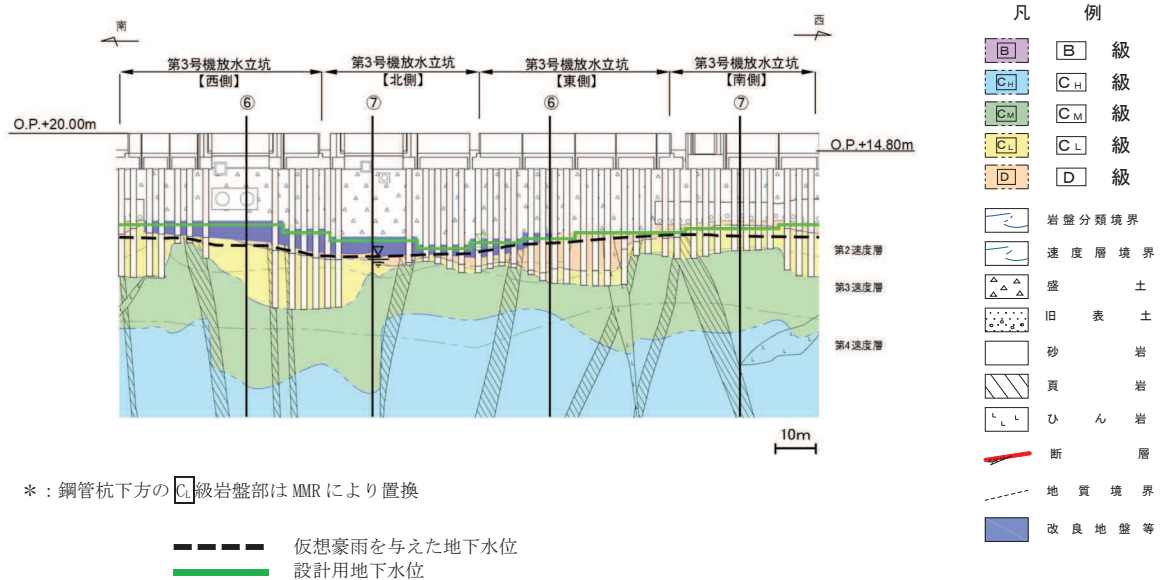 南
西
第3号機放水立坑
【西側】
第3号機放水立坑
【北側】
第3号機放水立坑
【東側】
第3号機放水立坑
【南側】
⑥
⑦
⑥
⑦
O.P.+20.00m
O.P.+14.80m
第2速度層
第3速度層
第4速度層
10m
＊：鋼管杭下方のCL級岩盤部は MMR により置換
仮想豪雨を与えた地下水位
設計用地下水位
凡 例
B B 級
CH CH 級
CM CM 級
CL CL 級
D D 級
岩盤分類境界
速度層境界
盛土
旧表土
砂岩
頁岩
ひん岩
断層
地質境界
改良地盤等